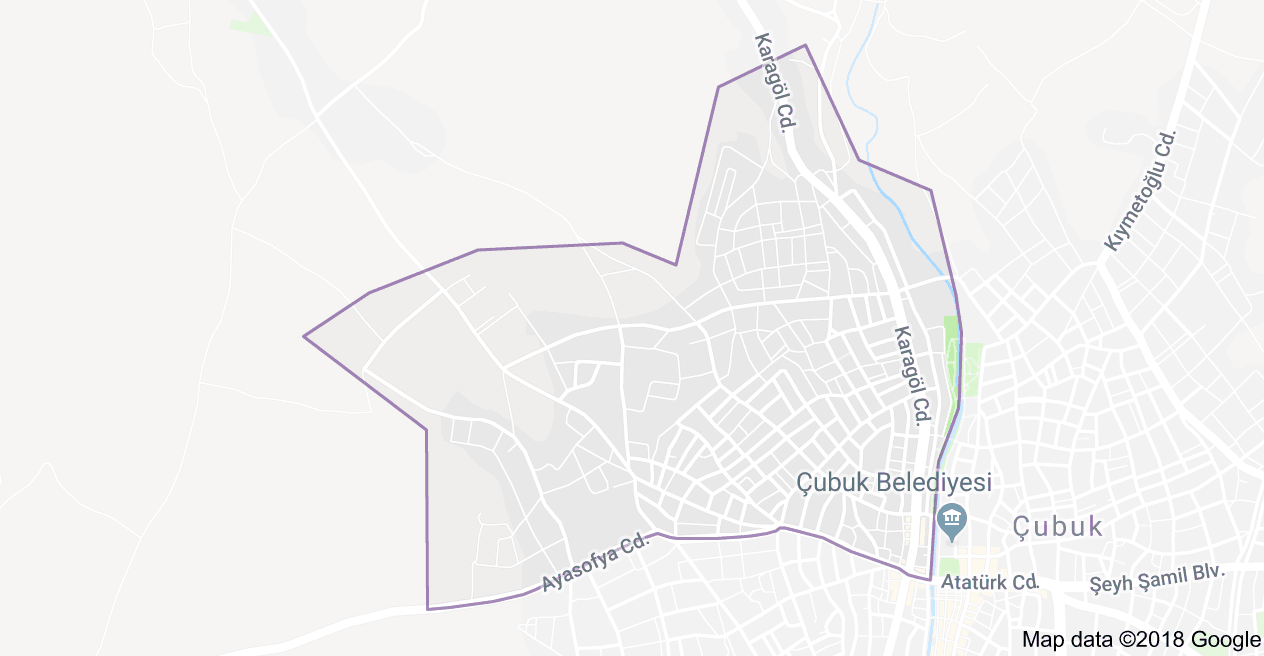 Karagöl Cd.
Kıymetoğlu Cd.
Karagöl Cd.
Çubuk Belediyesi
Çubuk
Ayasofya Cd.
Atatürk Cd.
Şeyh Şamil Blv.
Map data ©2018 Google